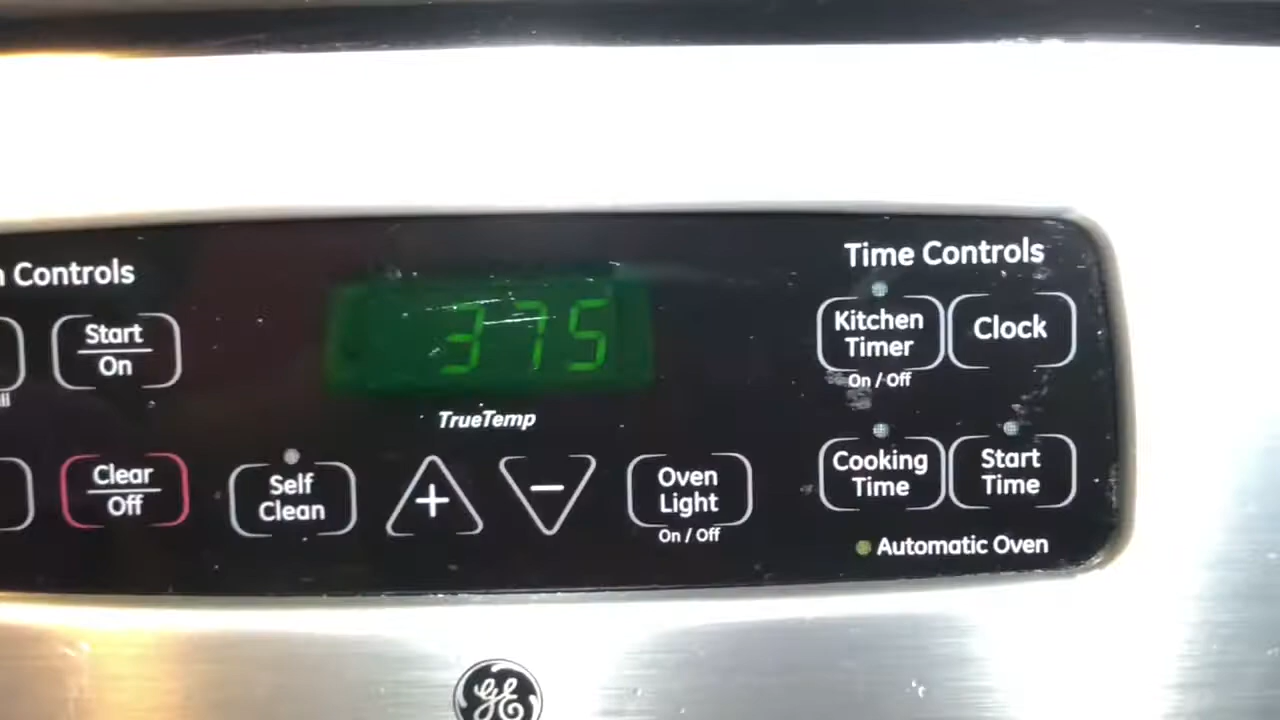 n Controls
Start
On
ll
Clear
Off
Self
Clean
375
TrueTemp
+
−
Oven
Light
On / Off
Time Controls
Kitchen
Timer
On / Off
Clock
Cooking
Time
Start
Time
Automatic Oven
GE